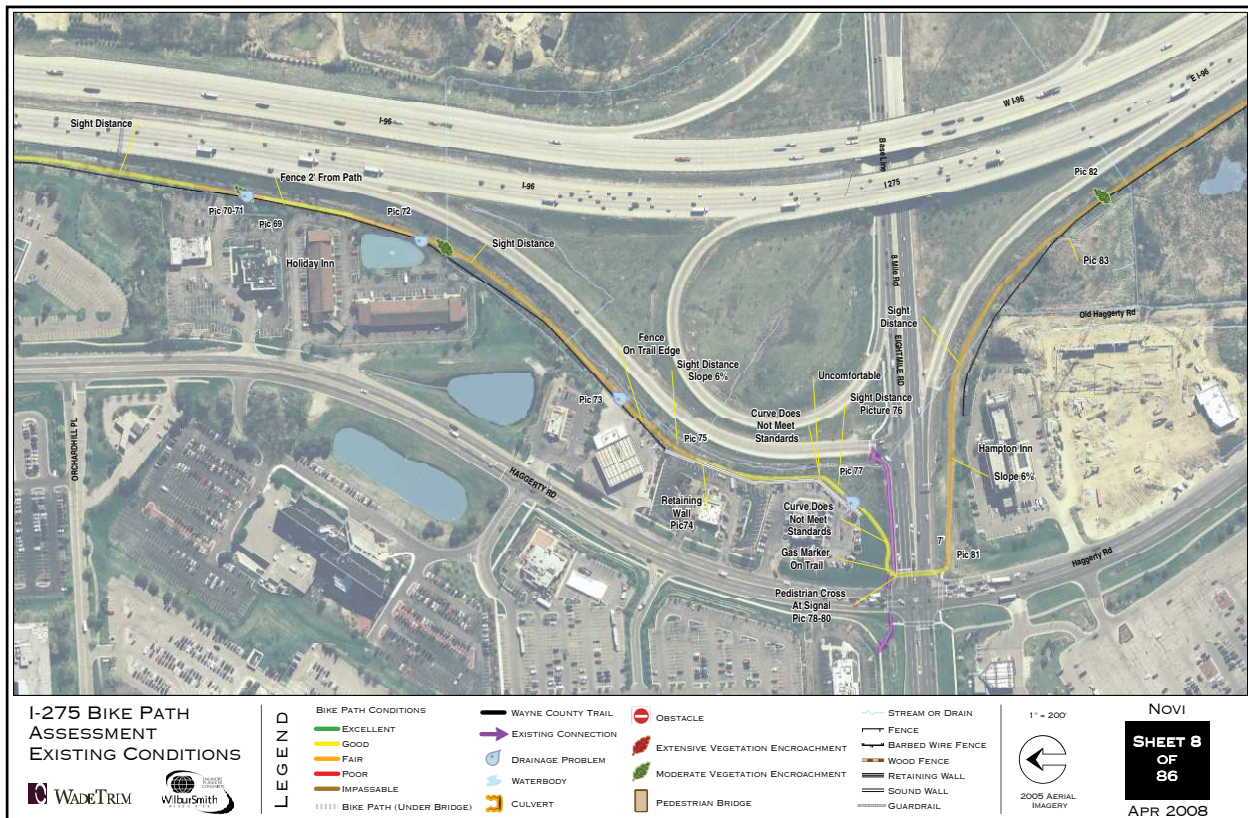 Sight Distance
I-96
Fence 2' From Path
Pic 70-71
Pic 69
Pic 72
Holiday Inn
Sight Distance
I-96
I 275
Base Line
W I-96
E I-96
Pic 82
Pic 83
8 Mile Rd
EIGHTMILE RD
Old Haggerty Rd
Sight
Distance
Fence
On Trail Edge
Sight Distance
Slope 6%
Uncomfortable
Sight Distance
Picture 76
Curve Does
Not Meet
Standards
Pic 73
Pic 75
Pic 77
ORCHARDHILL PL
HAGGERTY RD
Retaining
Wall
Pic74
Curve Does
Not Meet
Standards
Gas Marker
On Trail
Pedistrian Cross
At Signal
Pic 78-80
Hampton Inn
Slope 6%
7'
Pic 81
Haggerty Rd
I-275 Bike Path
Assessment
Existing Conditions
WadeTrim
WilburSmith
ASSOCIATES
LEGEND
Bike Path Conditions
Excellent
Good
Fair
Poor
Impassable
Bike Path (Under Bridge)
Wayne County Trail
Existing Connection
Drainage Problem
Waterbody
Culvert
Obstacle
Extensive Vegetation Encroachment
Moderate Vegetation Encroachment
Pedestrian Bridge
Stream or Drain
Fence
Barbed Wire Fence
Wood Fence
Retaining Wall
Sound Wall
Guardrail
1" = 200'
2005 Aerial
Imagery
Novi
Sheet 8
of
86
Apr 2008